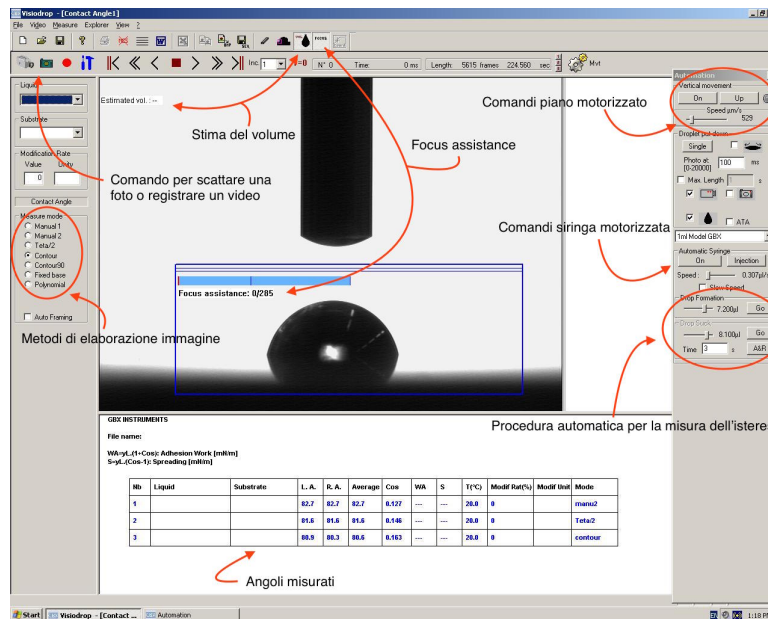 Visiodrop - [Contact Angle1]
File Video Measure Explorer View ?
Inc. 1 V=0 N° 0 Time: 0 ms Length: 5615 frames 224.560 sec. Mvt
Liquid
Substrate
Modification Rate
Value Unity
0
Contact Angle
Measure mode
Manual 1
Manual 2
Teta/2
Contour
Contour90
Fixed base
Polynomial
Auto Framing
Metodi di elaborazione immagine
Estimated vol. : --
Stima del volume
Comando per scattare una
foto o registrare un video
Focus assistance
Focus assistance: 0/285
Comandi piano motorizzato
Comandi siringa motorizzata
Automation
Vertical movement
On Up
Speed µm/s
529
Droplet put down
Single
Photo at 100 ms
[0-20000]
Max. Length 1 s
ATA
1ml Model GBX
Automatic Syringe
On Injection
Speed : 0.307µl/s
Slow Speed
Drop Formation
7.200µl Go
Drop Suck
8.100µl Go
Time 3 s A&R
Procedura automatica per la misura dell'isteres
GBX INSTRUMENTS
File name:
WA=γL.(1+Cos): Adhesion Work [mN/m]
S=γL.(Cos-1): Spreading [mN/m]
Nb Liquid Substrate L. A. R. A. Average Cos WA S T(°C) Modif Rat(%) Modif Unit Mode
1 82.7 82.7 82.7 0.127 --- --- 20.0 0 manu2
2 81.6 81.6 81.6 0.146 --- --- 20.0 0 Teta/2
3 80.9 80.3 80.6 0.163 --- --- 20.0 0 contour
Angoli misurati
Start Visiodrop - [Contact ... Automation 1:18 PM